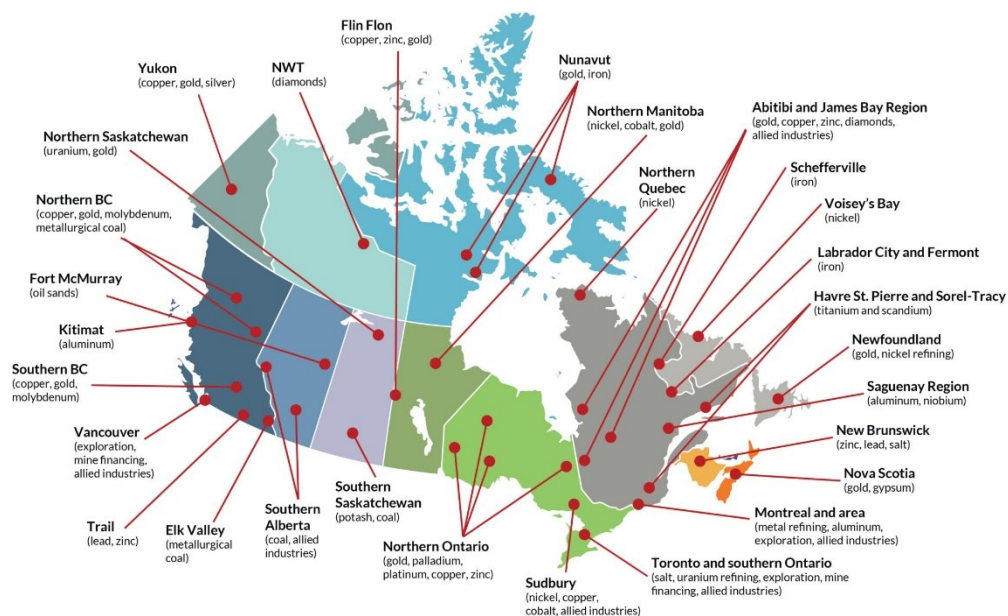 Flin Flon
(copper, zinc, gold)
Yukon
(copper, gold, silver)
NWT
(diamonds)
Nunavut
(gold, iron)
Northern Manitoba
(nickel, cobalt, gold)
Abitibi and James Bay Region
(gold, copper, zinc, diamonds,
allied industries)
Northern Saskatchewan
(uranium, gold)
Northern
Quebec
(nickel)
Schefferville
(iron)
Northern BC
(copper, gold, molybdenum,
metallurgical coal)
Voisey's Bay
(nickel)
Labrador City and Fermont
(iron)
Fort McMurray
(oil sands)
Havre St. Pierre and Sorel-Tracy
(titanium and scandium)
Kitimat
(aluminum)
Newfoundland
(gold, nickel refining)
Southern BC
(copper, gold,
molybdenum)
Saguenay Region
(aluminum, niobium)
Vancouver
(exploration,
mine financing,
allied industries)
New Brunswick
(zinc, lead, salt)
Nova Scotia
(gold, gypsum)
Trail
(lead, zinc)
Elk Valley
(metallurgical
coal)
Southern
Alberta
(coal, allied
industries)
Southern
Saskatchewan
(potash, coal)
Northern Ontario
(gold, palladium,
platinum, copper, zinc)
Sudbury
(nickel, copper,
cobalt, allied industries)
Montreal and area
(metal refining, aluminum,
exploration, allied industries)
Toronto and southern Ontario
(salt, uranium refining, exploration, mine
financing, allied industries)